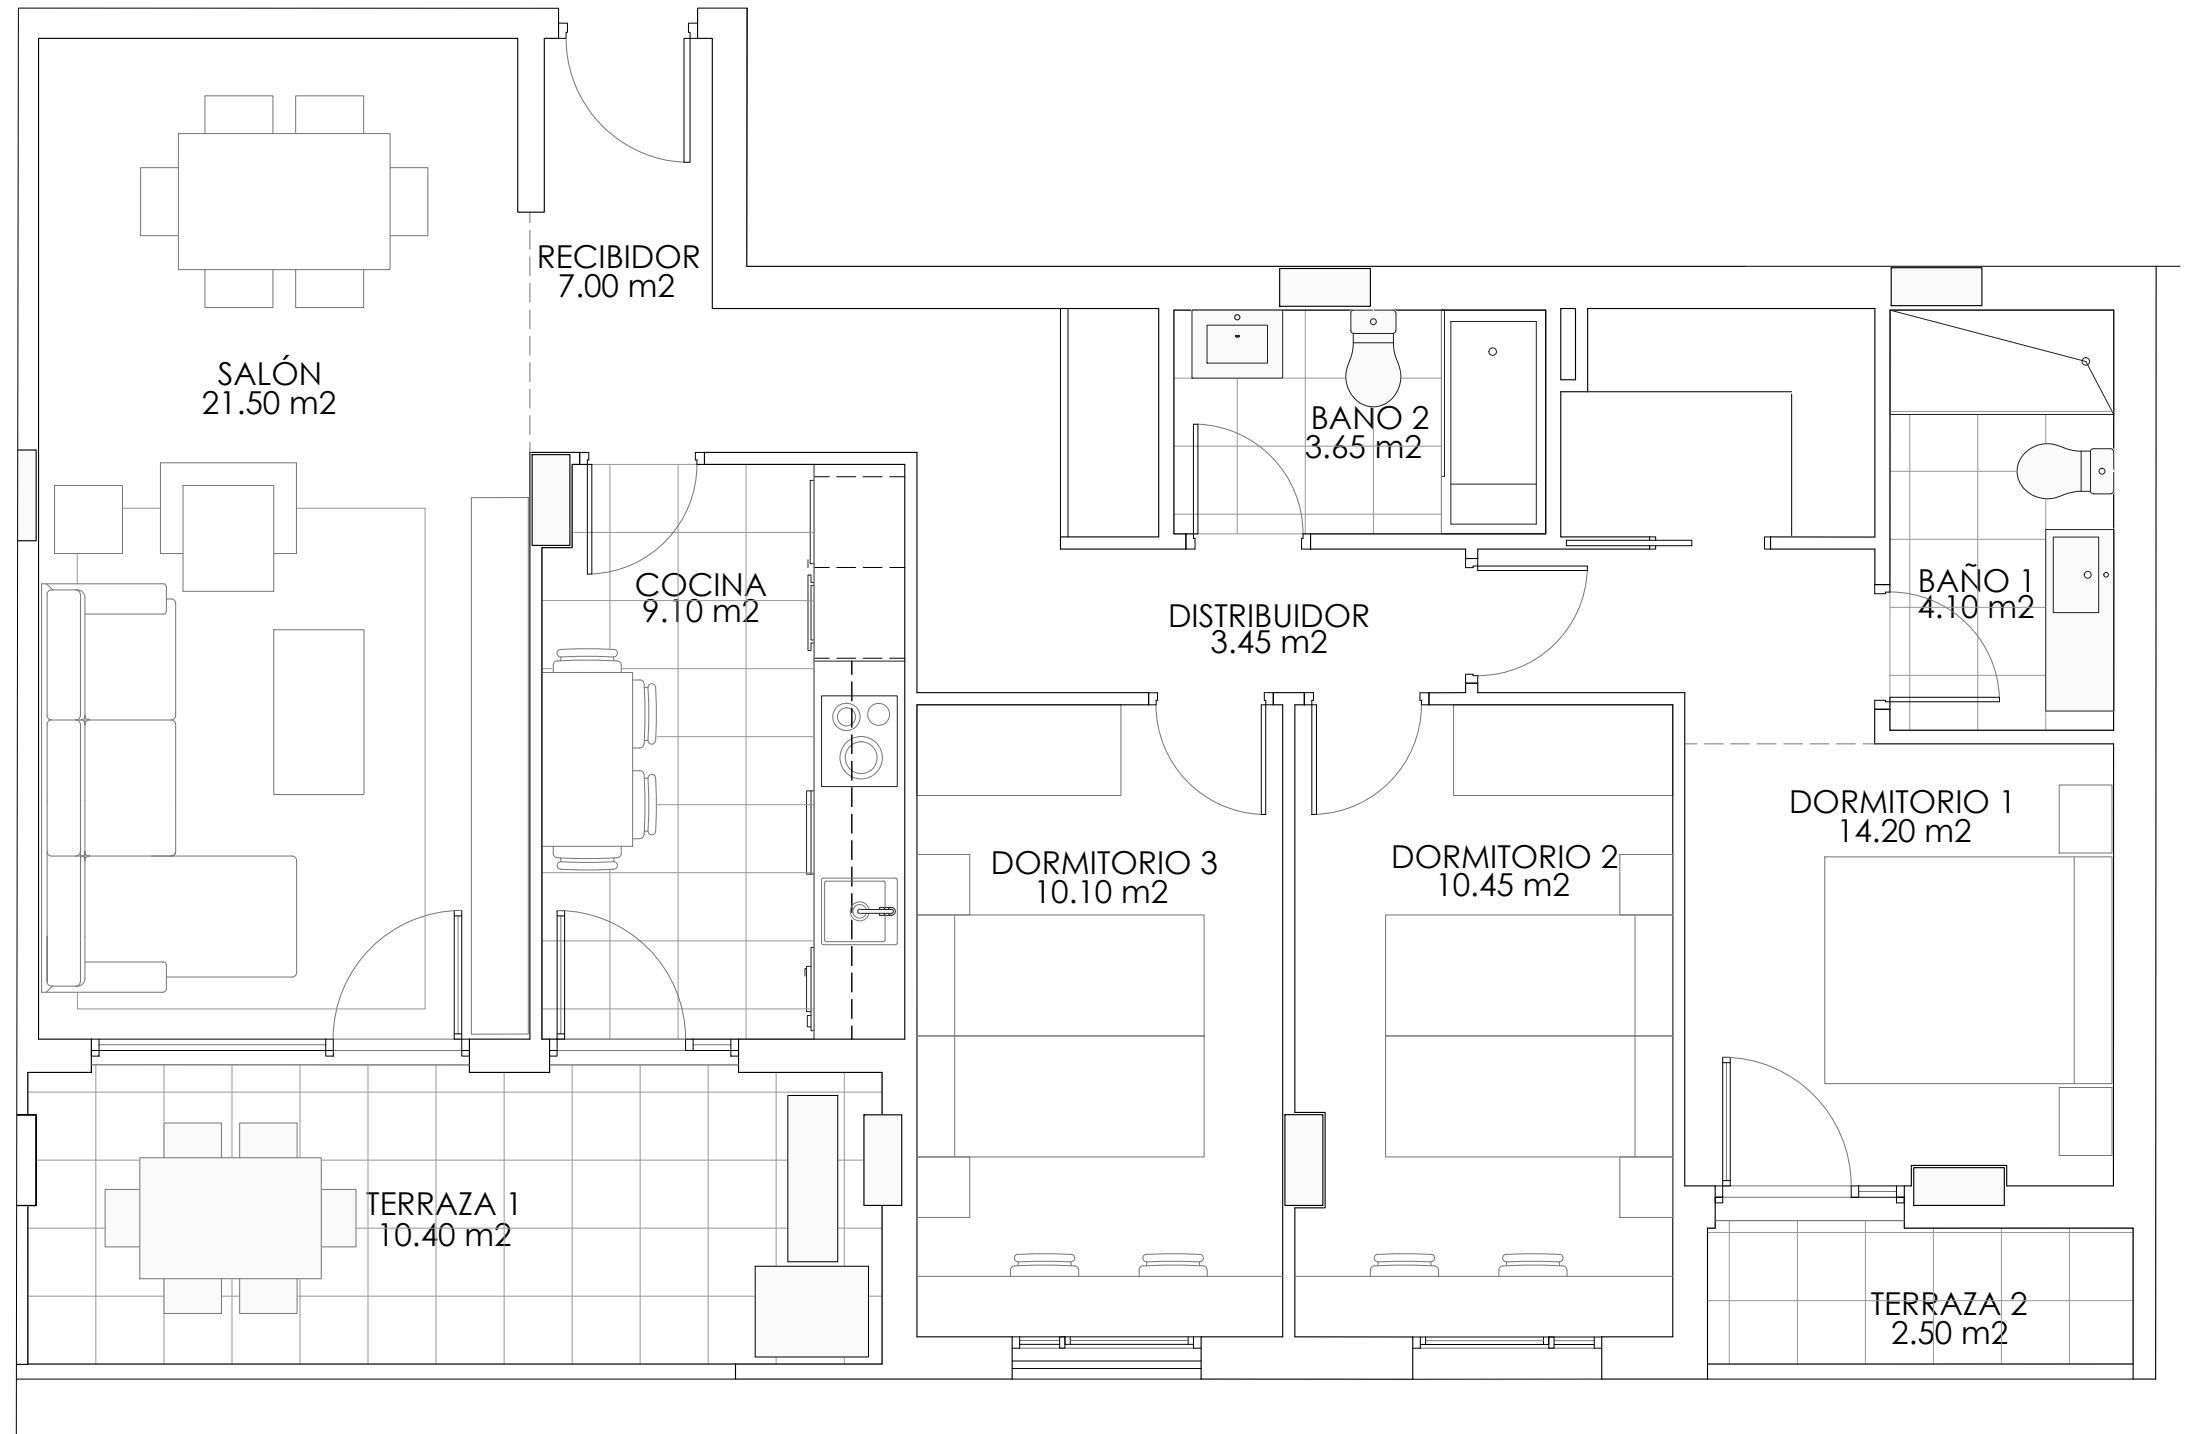 RECIBIDOR
7.00 m2
SALÓN
21.50 m2
BAÑO 2
3.65 m2
COCINA
9.10 m2
DISTRIBUIDOR
3.45 m2
BAÑO 1
4.10 m2
DORMITORIO 3
10.10 m2
DORMITORIO 2
10.45 m2
DORMITORIO 1
14.20 m2
TERRAZA 1
10.40 m2
TERRAZA 2
2.50 m2